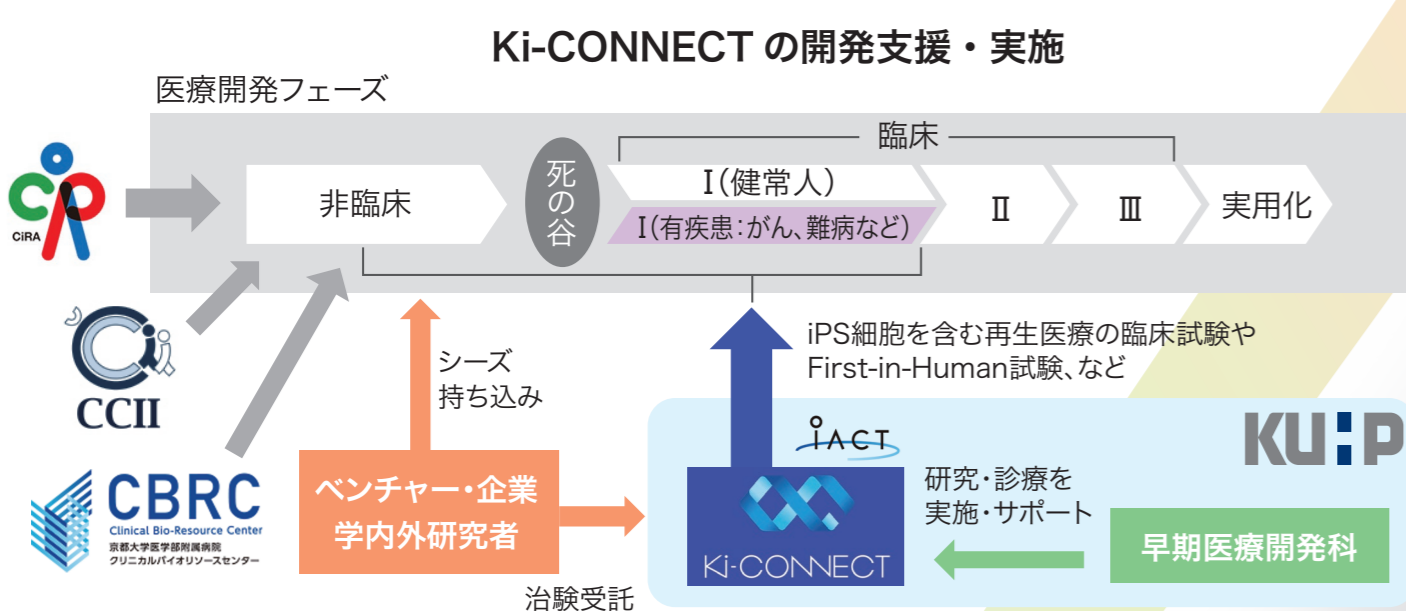 Ki-CONNECT の開発支援・実施
医療開発フェーズ
臨床
非臨床
死の谷
Ⅰ(健常人)
Ⅰ(有疾患:がん、難病など)
Ⅱ
Ⅲ
実用化
CiRA
CCII
CBRC
Clinical Bio-Resource Center
京都大学医学部附属病院
クリニカルバイオリソースセンター
シーズ
持ち込み
ベンチャー・企業
学内外研究者
治験受託
iPS細胞を含む再生医療の臨床試験や
First-in-Human試験、など
iACT
Ki-CONNECT
KUHP
研究・診療を
実施・サポート
早期医療開発科